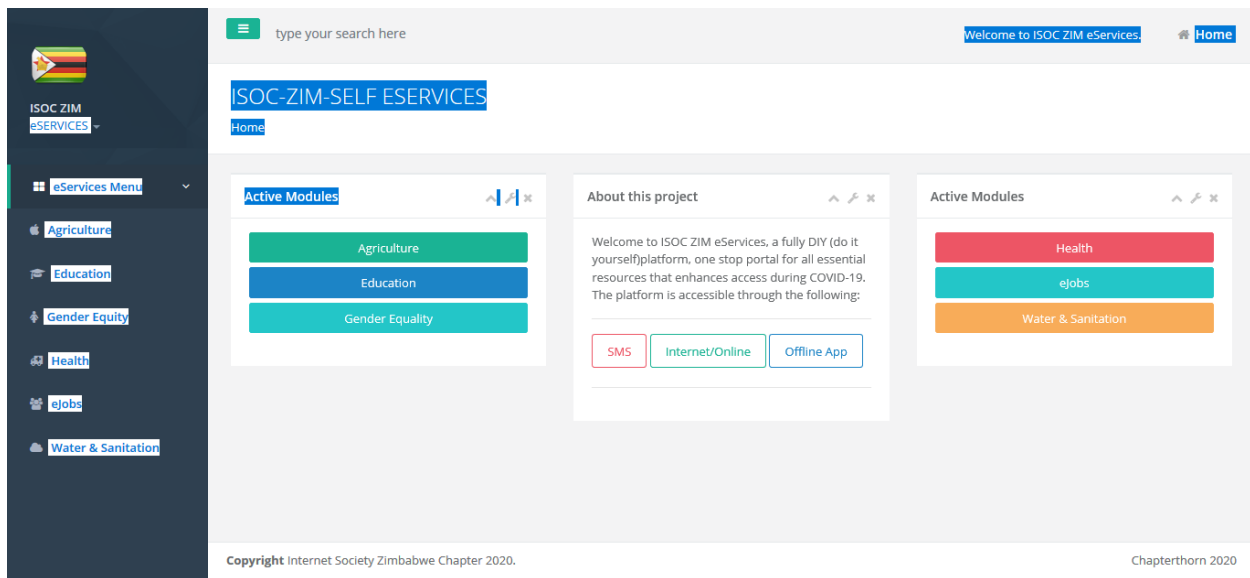 type your search here
Welcome to ISOC ZIM eServices.
Home
ISOC ZIM
eSERVICES
ISOC-ZIM-SELF ESERVICES
Home
eServices Menu
Agriculture
Education
Gender Equity
Health
eJobs
Water & Sanitation
Active Modules
Agriculture
Education
Gender Equality
About this project
Welcome to ISOC ZIM eServices, a fully DIY (do it
yourself)platform, one stop portal for all essential
resources that enhances access during COVID-19.
The platform is accessible through the following:
SMS
Internet/Online
Offline App
Active Modules
Health
eJobs
Water & Sanitation
Copyright Internet Society Zimbabwe Chapter 2020.
Chapterthorn 2020